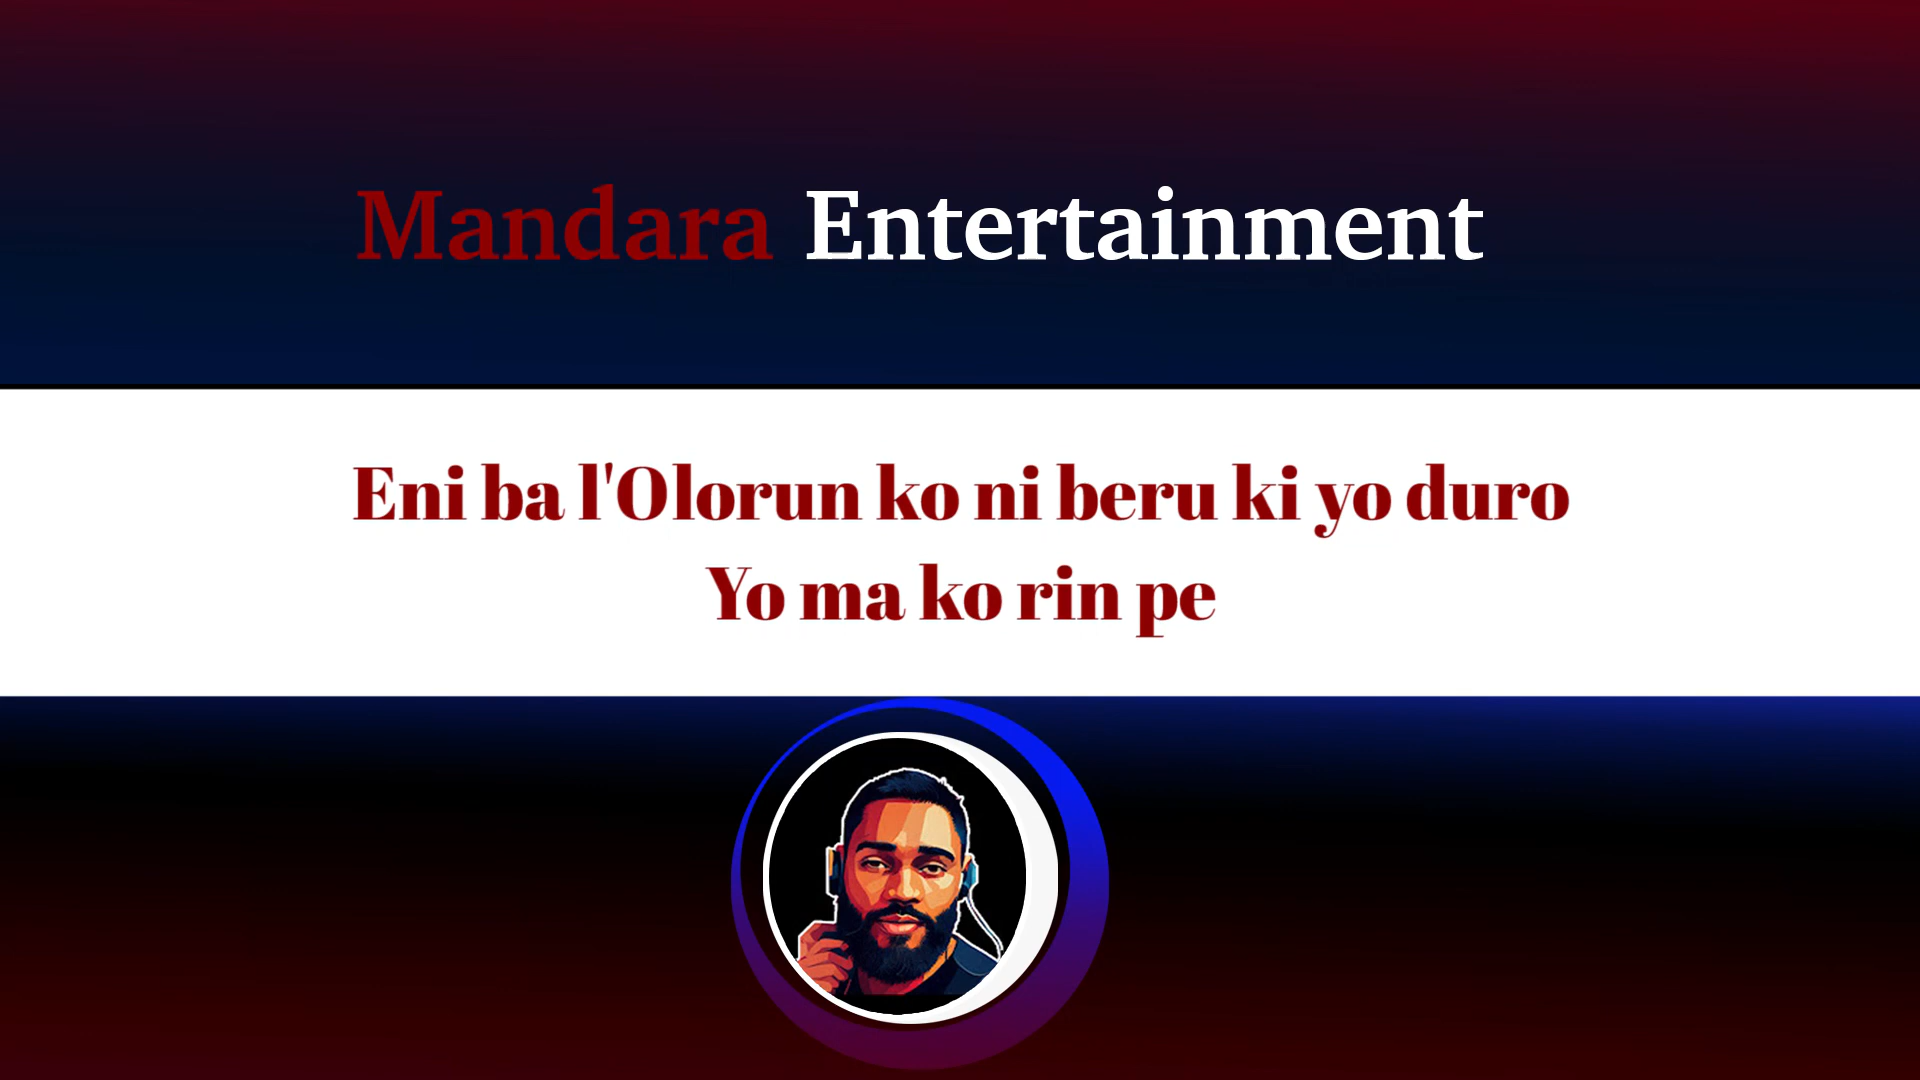 Mandara Entertainment
Eni ba l'Olorun ko ni beru ki yo duro
Yo ma ko rin pe